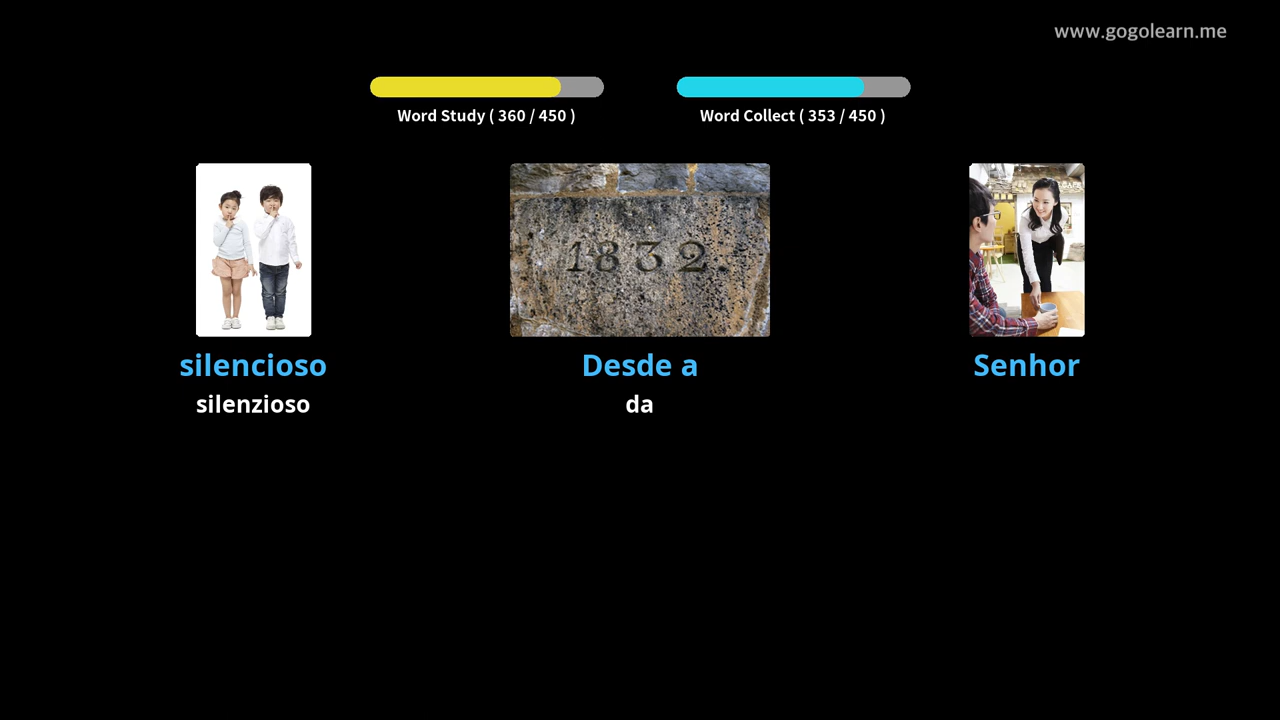 www.gogolearn.me
Word Study ( 360 / 450 )
Word Collect ( 353 / 450 )
1832
silencioso
Desde a
Senhor
silenzioso
da